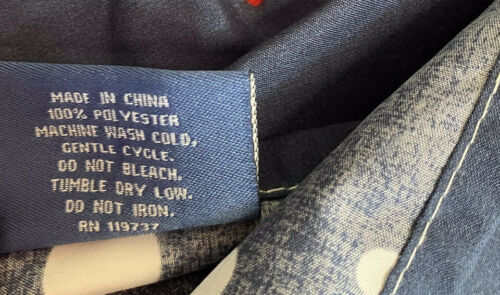 MADE IN CHINA
100% POLYESTER
MACHINE WASH COLD,
GENTLE CYCLE.
DO NOT BLEACH.
TUMBLE DRY LOW.
DO NOT IRON.
RN 119737